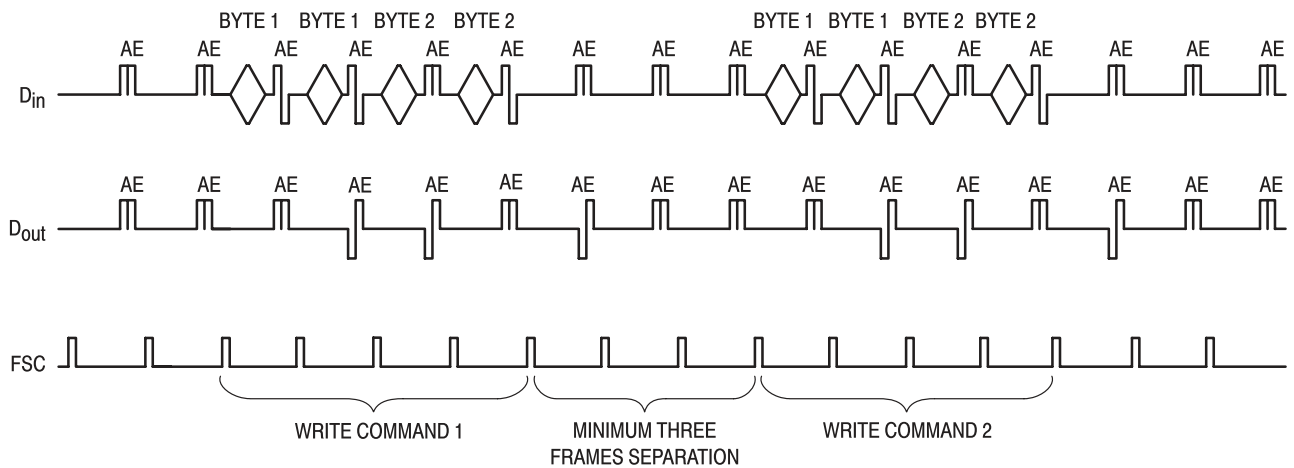 BYTE 1 BYTE 1 BYTE 2 BYTE 2 BYTE 1 BYTE 1 BYTE 2 BYTE 2
AE AE AE AE AE AE AE AE AE AE AE AE AE AE AE AE
Din
AE AE AE AE AE AE AE AE AE AE AE AE AE AE AE AE
Dout
FSC
WRITE COMMAND 1 MINIMUM THREE WRITE COMMAND 2
FRAMES SEPARATION